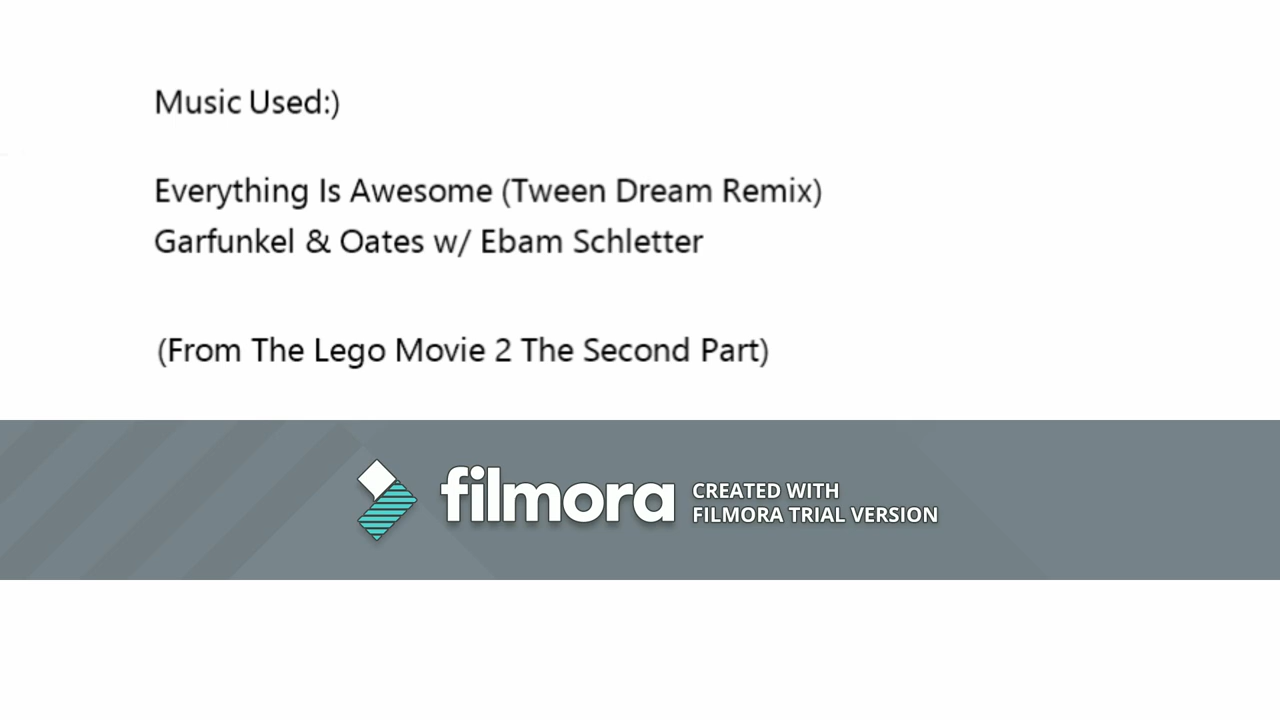 Music Used:)
Everything Is Awesome (Tween Dream Remix)
Garfunkel & Oates w/ Ebam Schletter
(From The Lego Movie 2 The Second Part)
filmora
CREATED WITH
FILMORA TRIAL VERSION